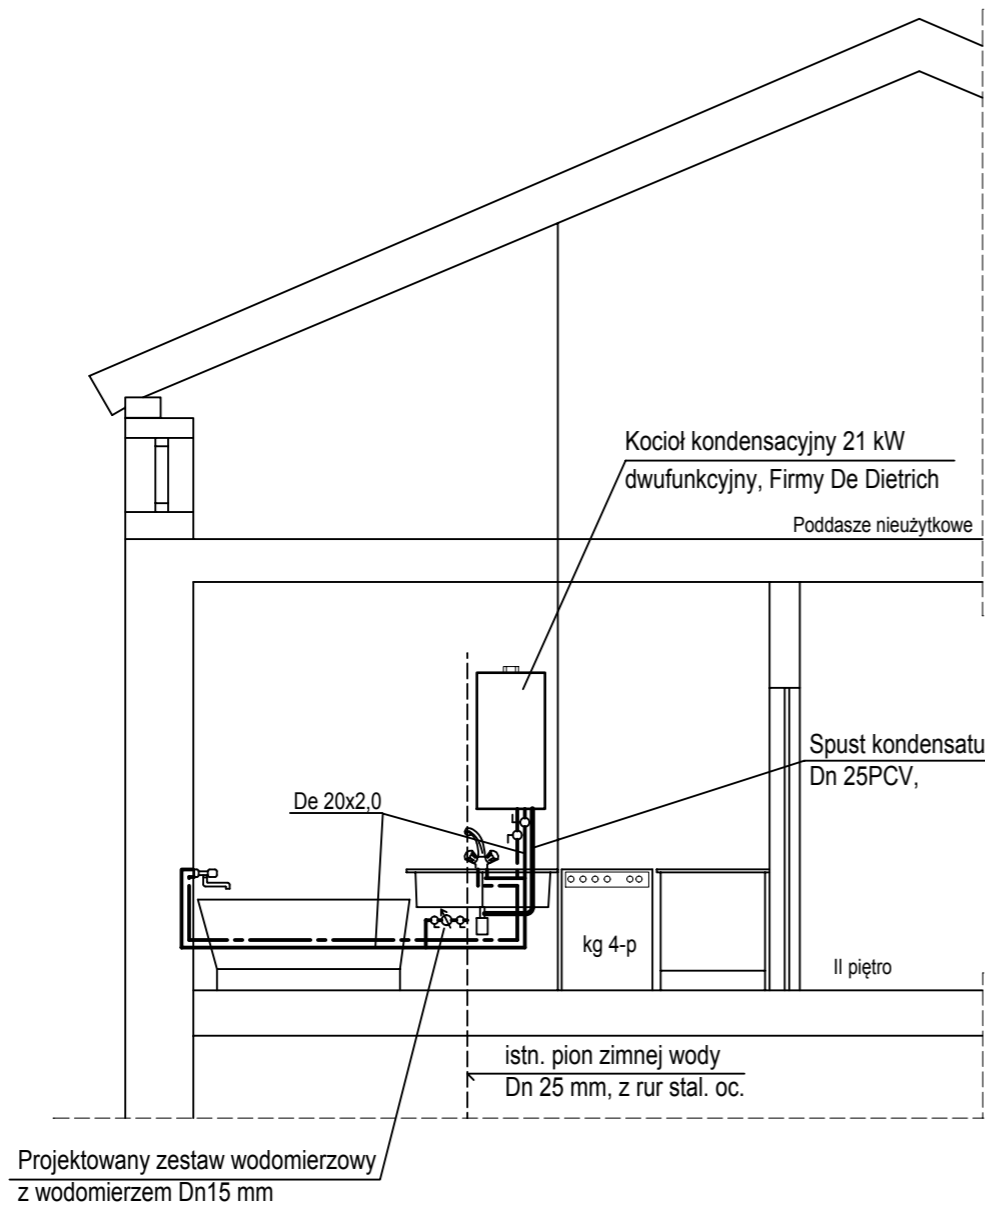 Kocioł kondensacyjny 21 kW
dwufunkcyjny, Firmy De Dietrich
Poddasze nieużytkowe
Spust kondensatu
Dn 25PCV,
De 20x2,0
kg 4-p
II piętro
istn. pion zimnej wody
Dn 25 mm, z rur stal. oc.
Projektowany zestaw wodomierzowy
z wodomierzem Dn15 mm